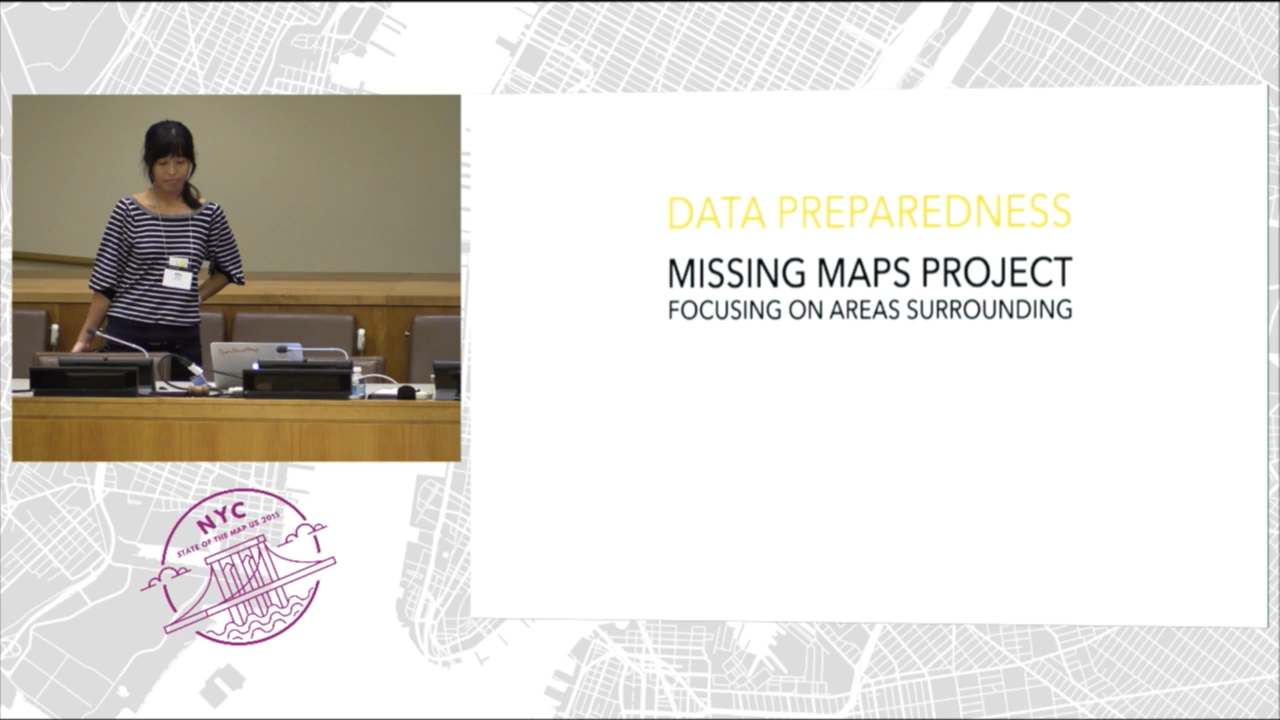 DATA PREPAREDNESS
MISSING MAPS PROJECT
FOCUSING ON AREAS SURROUNDING
NYC
STATE OF THE MAP US 2015